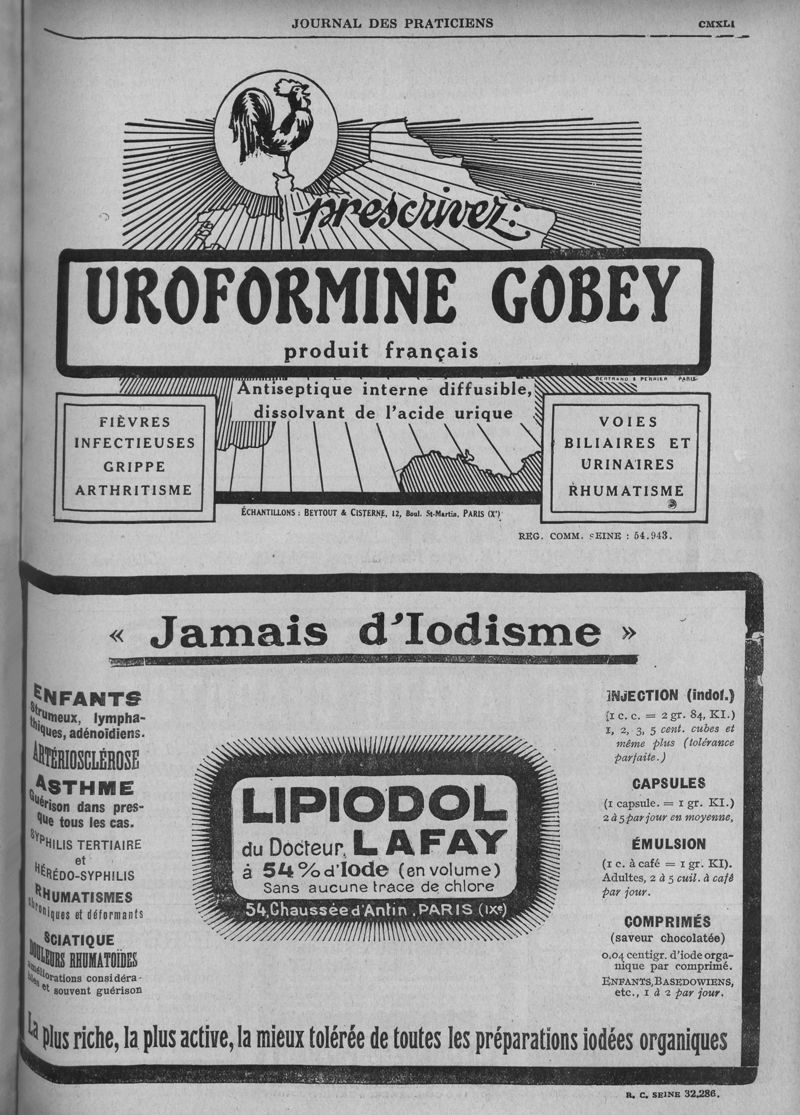 JOURNAL DES PRATICIENS
CMXLI
prescrivez:
UROFORMINE GOBEY
produit français
BERTRAND & PERRIER PARIS
Antiseptique interne diffusible,
dissolvant de l'acide urique
FIÈVRES
INFECTIEUSES
GRIPPE
ARTHRITISME
VOIES
BILIAIRES ET
URINAIRES
RHUMATISME
ÉCHANTILLONS : BEYTOUT & CISTERNE, 12, Boul. St-Martin, PARIS (Xᵉ)
REG. COMM. SEINE : 54.943.
« Jamais d'Iodisme »
ENFANTS
Strumeux, lympha-
thiques, adénoïdiens.
ARTÉRIOSCLÉROSE
ASTHME
Guérison dans pres-
que tous les cas.
SYPHILIS TERTIAIRE
et
HÉRÉDO-SYPHILIS
RHUMATISMES
chroniques et déformants
SCIATIQUE
DOULEURS RHUMATOÏDES
Améliorations considéra-
bles et souvent guérison
LIPIODOL
du Docteur LAFAY
à 54% d'Iode (en volume)
Sans aucune trace de chlore
54, Chaussée d'Antin, PARIS (IXᵉ)
INJECTION (indol.)
(1 c. c. = 2 gr. 84, KI.)
1, 2, 3, 5 cent. cubes et
même plus (tolérance
parfaite.)
CAPSULES
(1 capsule. = 1 gr. KI.)
2 à 5 par jour en moyenne.
ÉMULSION
(1 c. à café = 1 gr. KI).
Adultes, 2 à 5 cuil. à café
par jour.
COMPRIMÉS
(saveur chocolatée)
0,04 centigr. d'iode orga-
nique par comprimé.
ENFANTS, BASEDOWIENS,
etc., 1 à 2 par jour.
La plus riche, la plus active, la mieux tolérée de toutes les préparations iodées organiques
R. C. SEINE 32,286.